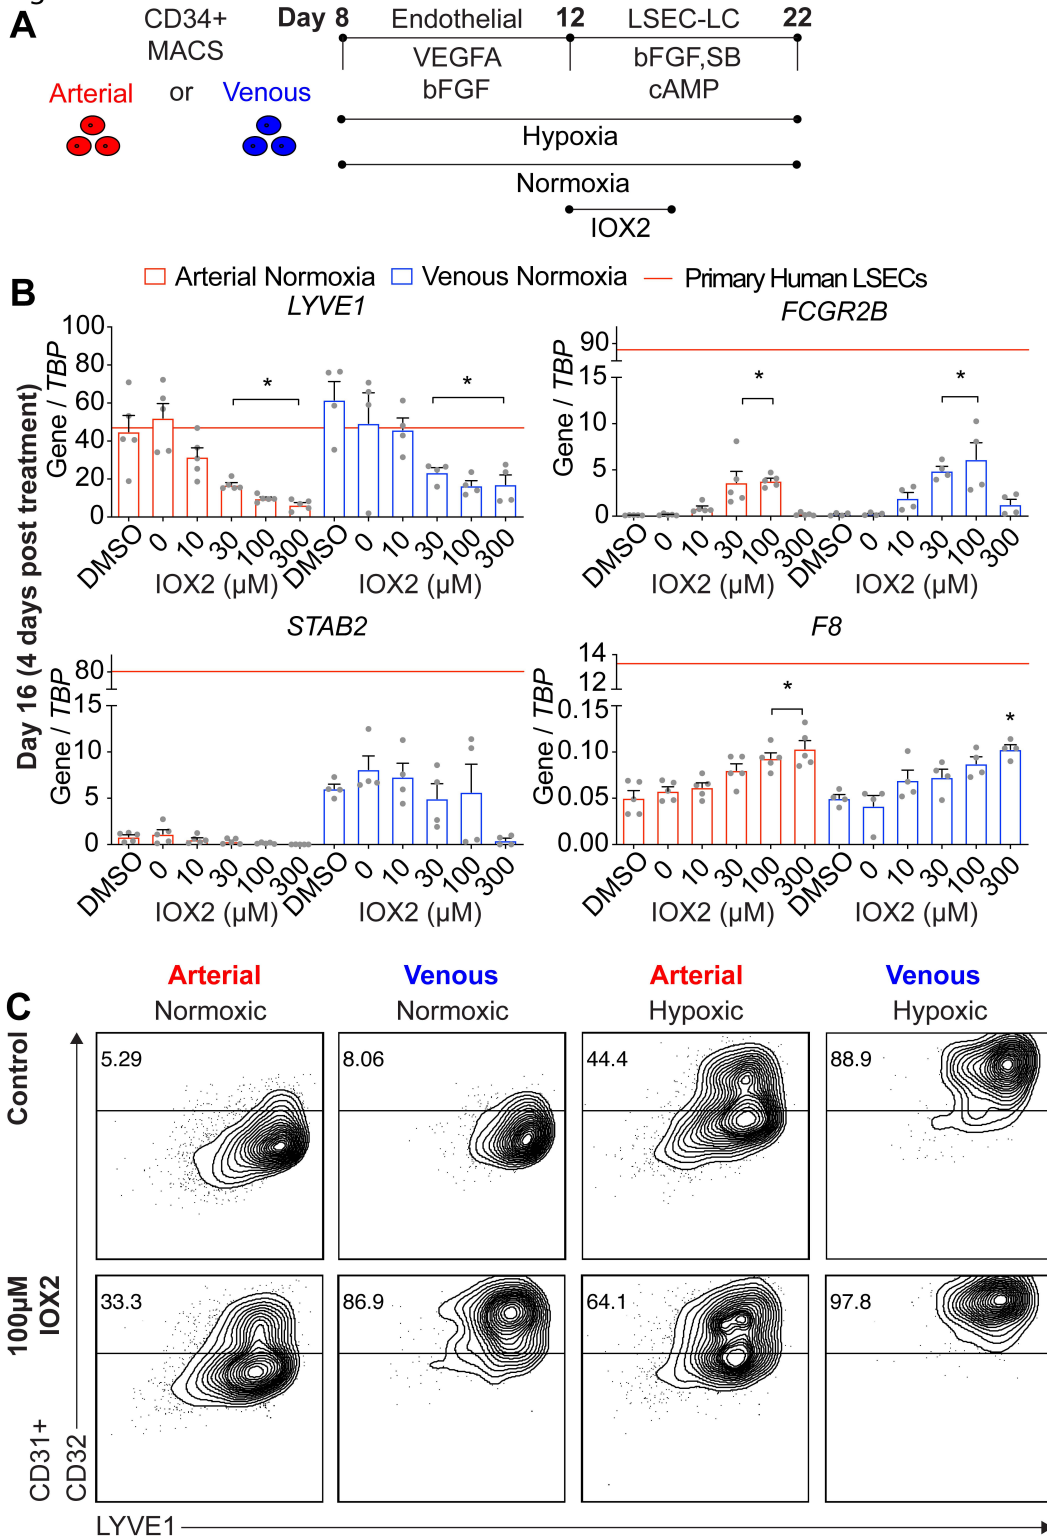 A
CD34+
MACS
Arterial or Venous
Day 8 Endothelial 12 LSEC-LC 22
VEGFA
bFGF
bFGF,SB
cAMP
Hypoxia
Normoxia
IOX2
B
Arterial Normoxia Venous Normoxia Primary Human LSECs
Day 16 (4 days post treatment)
LYVE1
Gene / TBP
100
80
60
40
20
0
* *
DMSO 0 10 30 100 300 DMSO 0 10 30 100 300
IOX2 (µM) IOX2 (µM)
FCGR2B
Gene / TBP
90
15
10
5
0
* *
DMSO 0 10 30 100 300 DMSO 0 10 30 100 300
IOX2 (µM) IOX2 (µM)
STAB2
Gene / TBP
80
15
10
5
0
DMSO 0 10 30 100 300 DMSO 0 10 30 100 300
IOX2 (µM) IOX2 (µM)
F8
Gene / TBP
14
12
0.15
0.10
0.05
0.00
* *
DMSO 0 10 30 100 300 DMSO 0 10 30 100 300
IOX2 (µM) IOX2 (µM)
C
Arterial Venous Arterial Venous
Normoxic Normoxic Hypoxic Hypoxic
Control
5.29 8.06 44.4 88.9
100µM
IOX2
33.3 86.9 64.1 97.8
CD31+
CD32
LYVE1